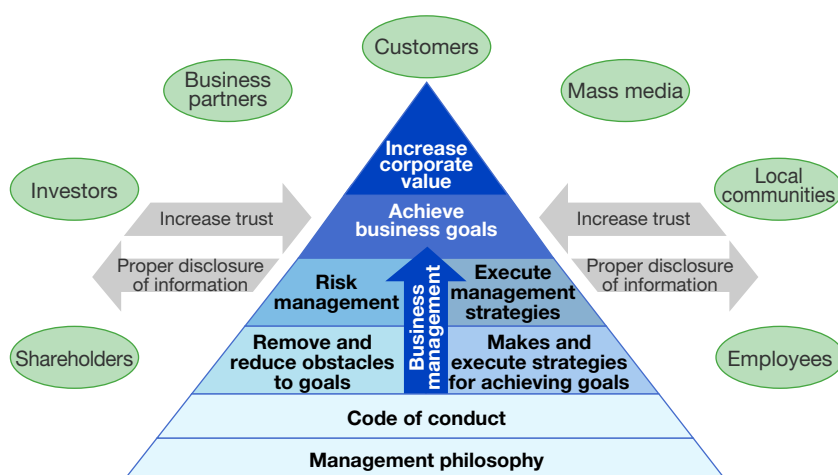 Customers
Business
partners
Mass media
Increase
corporate
value
Investors
Local
communities
Increase trust
Achieve
business goals
Increase trust
Proper disclosure
of information
Risk
management
Business
management
Execute
management
strategies
Proper disclosure
of information
Shareholders
Remove and
reduce obstacles
to goals
Makes and
execute strategies
for achieving goals
Employees
Code of conduct
Management philosophy